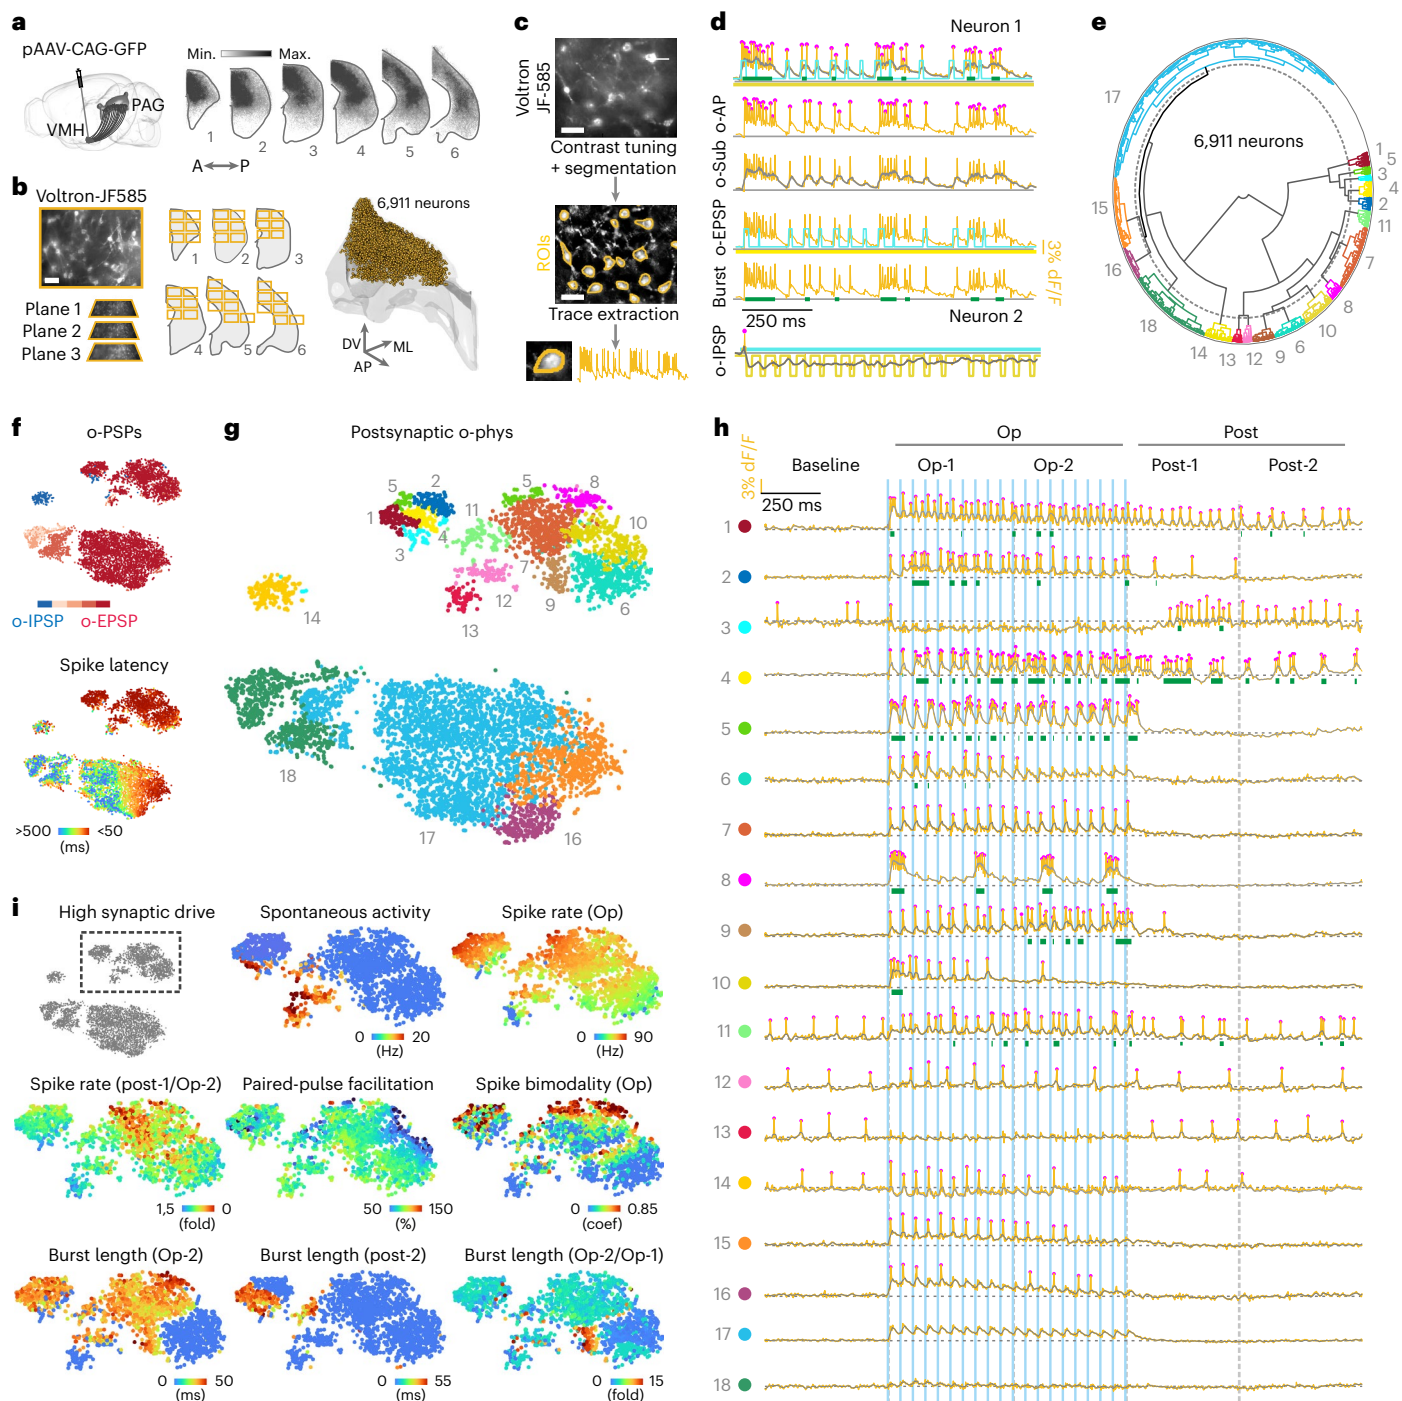 a
pAAV-CAG-GFP
Min. Max.
PAG
VMH
1 2 3 4 5 6
A P
b
Voltron-JF585
Plane 1
Plane 2
Plane 3
1 2 3
4 5 6
6,911 neurons
DV
ML
AP
c
Voltron
JF-585
Contrast tuning
+ segmentation
ROIs
Trace extraction
d
Neuron 1
o-AP
o-Sub
o-EPSP
Burst
3% dF/F
250 ms
Neuron 2
o-IPSP
e
6,911 neurons
17
15
16
18
14
13
12
9
6
10
8
7
11
2
4
3
5
1
f
o-PSPs
o-IPSP o-EPSP
Spike latency
>500 <50
(ms)
g
Postsynaptic o-phys
5 2 5 8
1 11 10
3 4
7
12 9 6
14 13
18
17 16
h
Op Post
Baseline Op-1 Op-2 Post-1 Post-2
3% dF/F
250 ms
1
2
3
4
5
6
7
8
9
10
11
12
13
14
15
16
17
18
i
High synaptic drive
Spontaneous activity
0 20
(Hz)
Spike rate (Op)
0 90
(Hz)
Spike rate (post-1/Op-2)
1,5 0
(fold)
Paired-pulse facilitation
50 150
(%)
Spike bimodality (Op)
0 0.85
(coef)
Burst length (Op-2)
0 50
(ms)
Burst length (post-2)
0 55
(ms)
Burst length (Op-2/Op-1)
0 15
(fold)